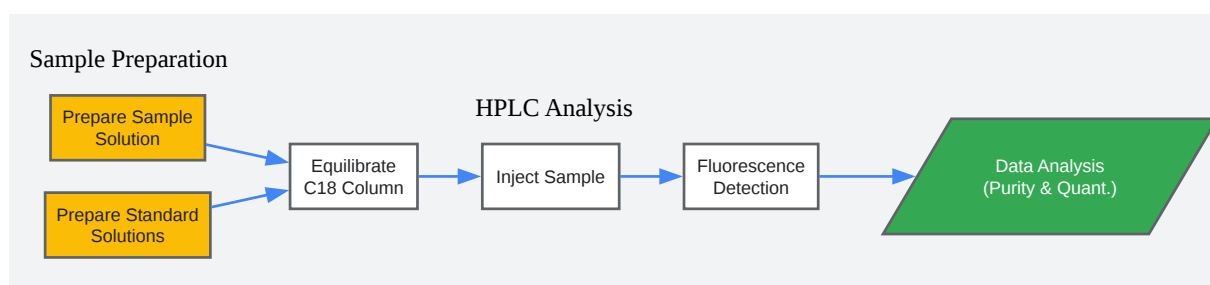 Sample Preparation
Prepare Sample
Solution
Prepare Standard
Solutions
HPLC Analysis
Equilibrate
C18 Column
Inject Sample
Fluorescence
Detection
Data Analysis
(Purity & Quant.)